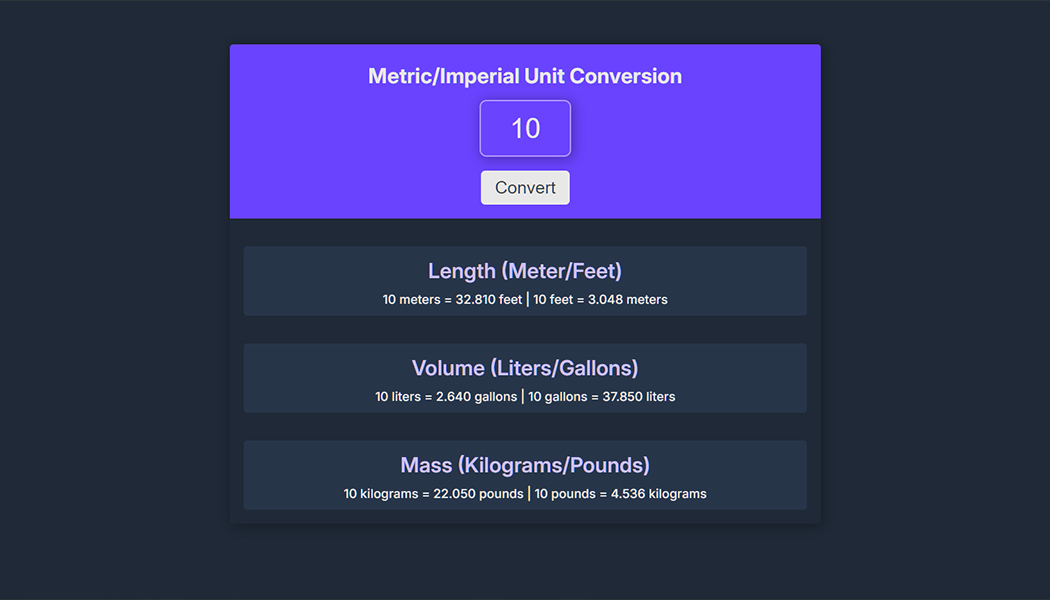 Metric/Imperial Unit Conversion
10
Convert
Length (Meter/Feet)
10 meters = 32.810 feet | 10 feet = 3.048 meters
Volume (Liters/Gallons)
10 liters = 2.640 gallons | 10 gallons = 37.850 liters
Mass (Kilograms/Pounds)
10 kilograms = 22.050 pounds | 10 pounds = 4.536 kilograms